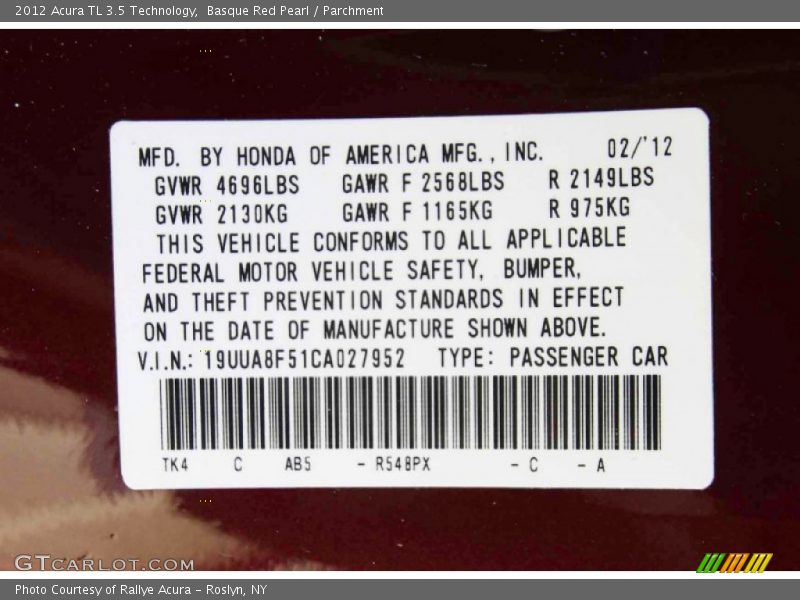 2012 Acura TL 3.5 Technology,  Basque Red Pearl / Parchment
MFD. BY HONDA OF AMERICA MFG., INC. 02/'12
GVWR 4696LBS GAWR F 2568LBS R 2149LBS
GVWR 2130KG GAWR F 1165KG R 975KG
THIS VEHICLE CONFORMS TO ALL APPLICABLE
FEDERAL MOTOR VEHICLE SAFETY, BUMPER,
AND THEFT PREVENTION STANDARDS IN EFFECT
ON THE DATE OF MANUFACTURE SHOWN ABOVE.
V.I.N.: 19UUA8F51CA027952 TYPE: PASSENGER CAR
TK4 C AB5 - R548PX - C - A
GTCARLOT.COM
Photo Courtesy of Rallye Acura - Roslyn, NY